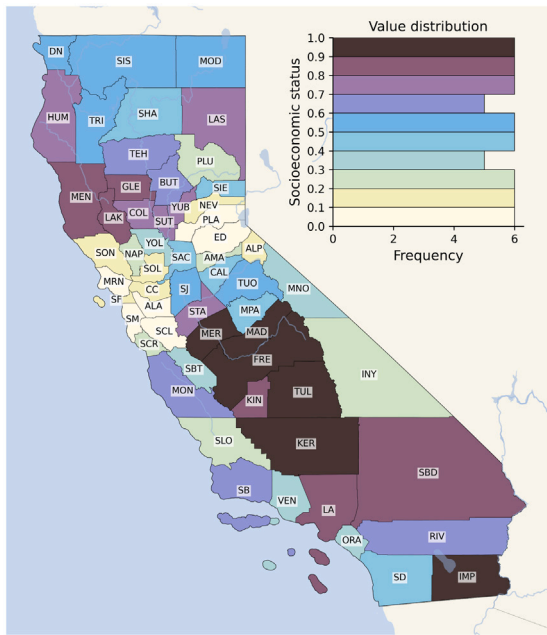 Value distribution
Socioeconomic status
1.0
0.9
0.8
0.7
0.6
0.5
0.4
0.3
0.2
0.1
0.0
0 2 4 6
Frequency
DN SIS MOD
HUM TRI SHA LAS
TEH PLU
MEN GLE BUT SIE
LAK COL YUB NEV
SUT PLA
ED
SON NAP YOL SAC AMA ALP
SOL CAL
MRN CC SJ TUO MNO
SF ALA
SM STA MPA
SCL MER MAD
SCR
SBT FRE INY
MON KIN TUL
SLO KER
SBD
SB VEN LA
ORA RIV
SD IMP